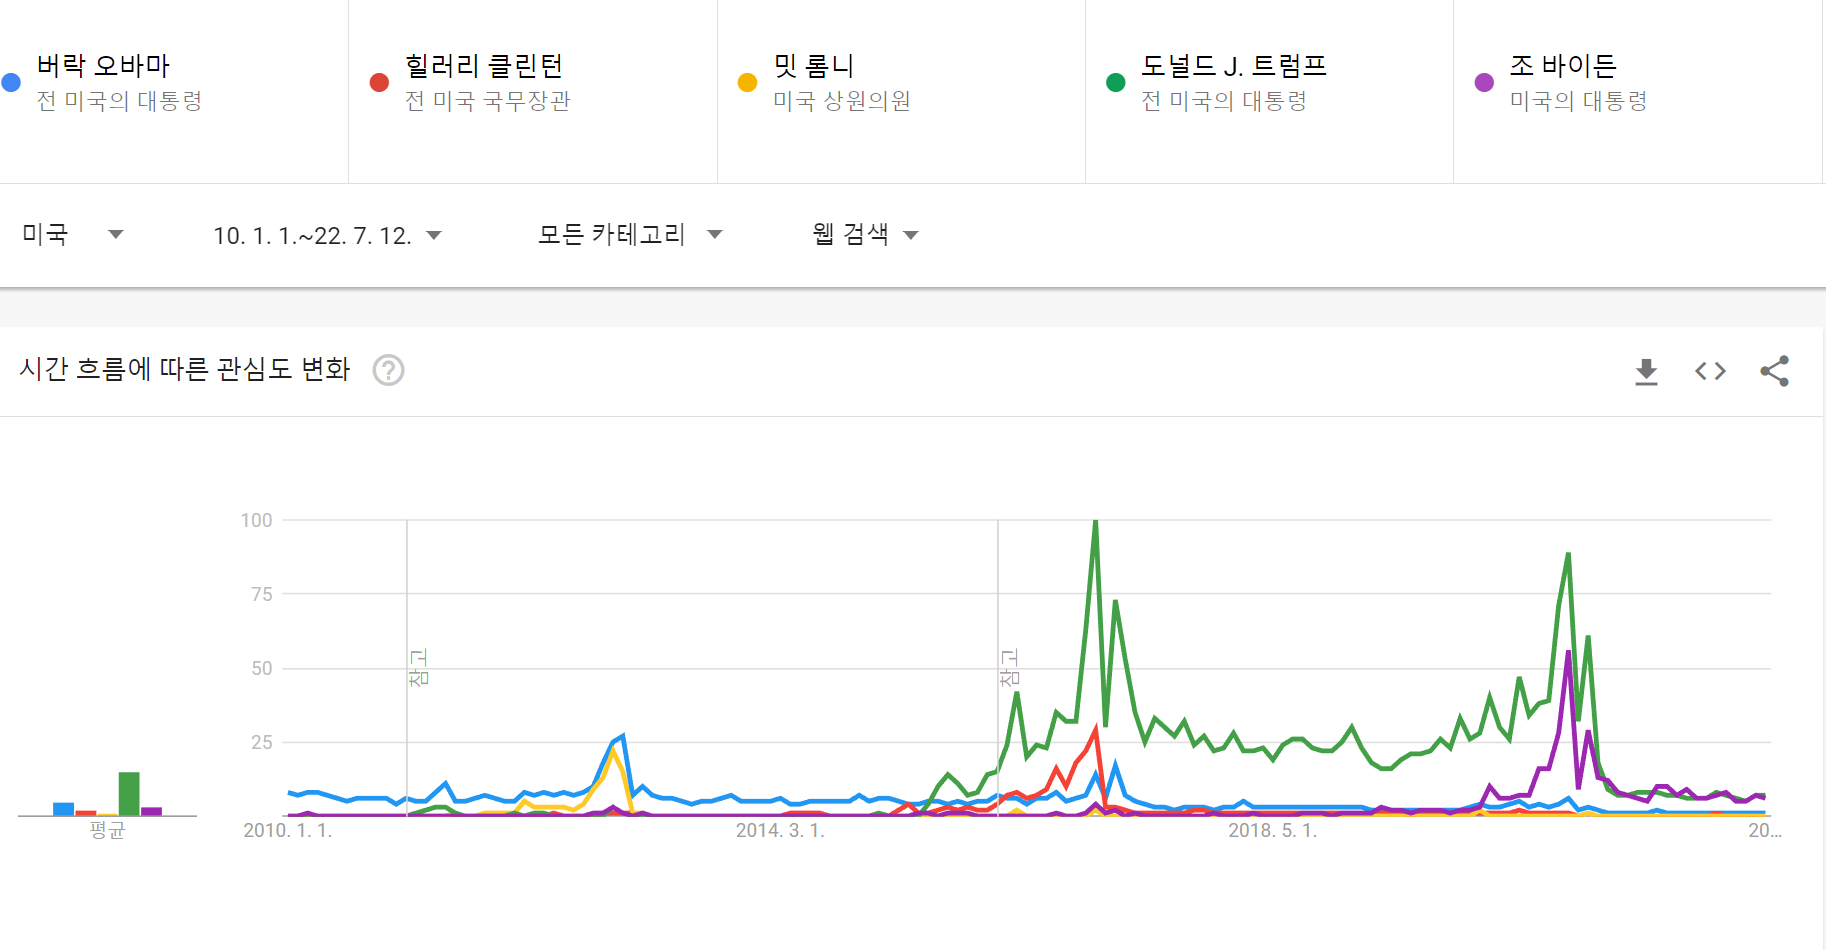 버락 오바마
전 미국의 대통령
힐러리 클린턴
전 미국 국무장관
밋 롬니
미국 상원의원
도널드 J. 트럼프
전 미국의 대통령
조 바이든
미국의 대통령
미국
10. 1. 1.~22. 7. 12.
모든 카테고리
웹 검색
시간 흐름에 따른 관심도 변화
?
100
75
50
25
참고
참고
평균
2010. 1. 1.
2014. 3. 1.
2018. 5. 1.
20...